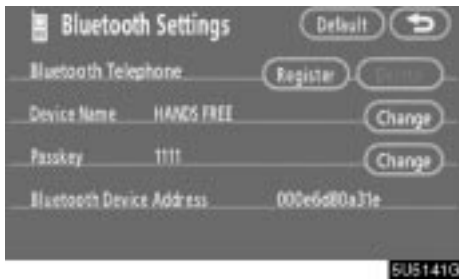 Bluetooth Settings Default
Bluetooth Telephone Register Delete
Device Name HANDS FREE Change
Passkey 1111 Change
Bluetooth Device Address 000e6d80a31e
5U5141G